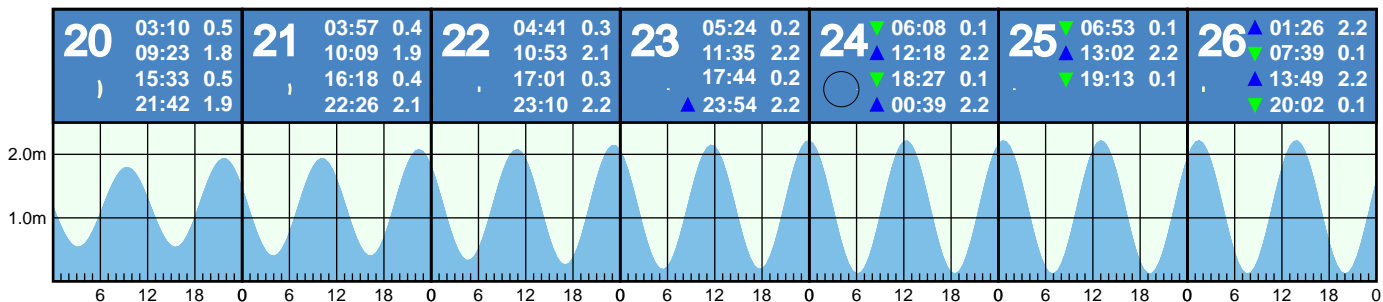 20 03:10 0.5
09:23 1.8
15:33 0.5
21:42 1.9
21 03:57 0.4
10:09 1.9
16:18 0.4
22:26 2.1
22 04:41 0.3
10:53 2.1
17:01 0.3
23:10 2.2
23 05:24 0.2
11:35 2.2
17:44 0.2
▲ 23:54 2.2
24 ▼ 06:08 0.1
▲ 12:18 2.2
▼ 18:27 0.1
▲ 00:39 2.2
25 ▼ 06:53 0.1
▲ 13:02 2.2
▼ 19:13 0.1
26 ▲ 01:26 2.2
▼ 07:39 0.1
▲ 13:49 2.2
▼ 20:02 0.1
2.0m
1.0m
6 12 18 0 6 12 18 0 6 12 18 0 6 12 18 0 6 12 18 0 6 12 18 0 6 12 18 0